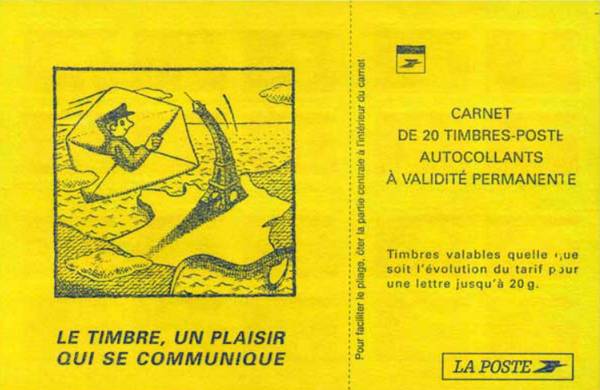 LE TIMBRE, UN PLAISIR
QUI SE COMMUNIQUE
Pour faciliter le pliage, ôter la partie centrale à l'intérieur du carnet
CARNET
DE 20 TIMBRES-POSTE
AUTOCOLLANTS
À VALIDITÉ PERMANENTE
Timbres valables quelle que
soit l'évolution du tarif pour
une lettre jusqu'à 20 g.
LA POSTE